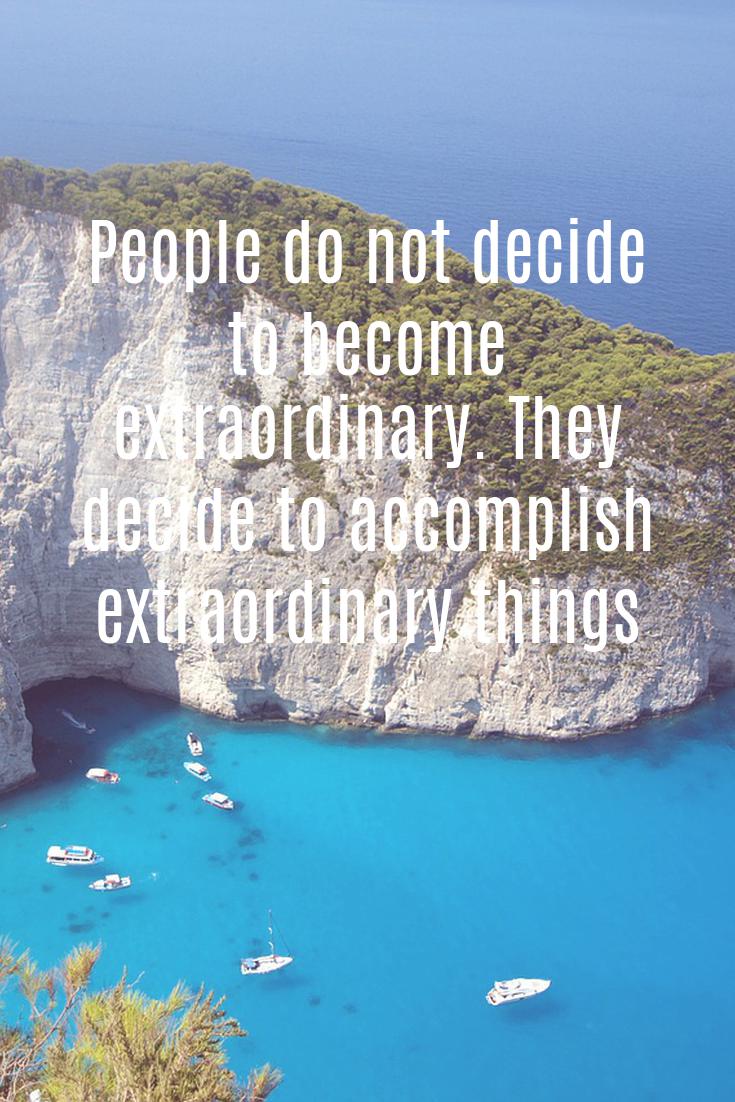 People do not decide
to become
extraordinary. They
decide to accomplish
extraordinary things